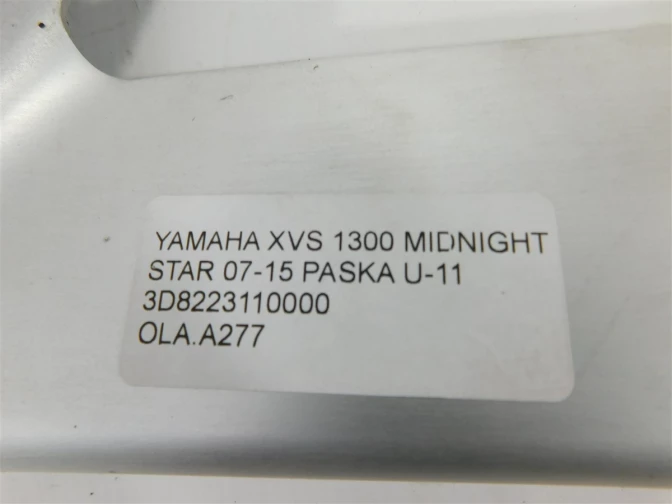 YAMAHA XVS 1300 MIDNIGHT
STAR 07-15 PASKA U-11
3D8223110000
OLA.A277